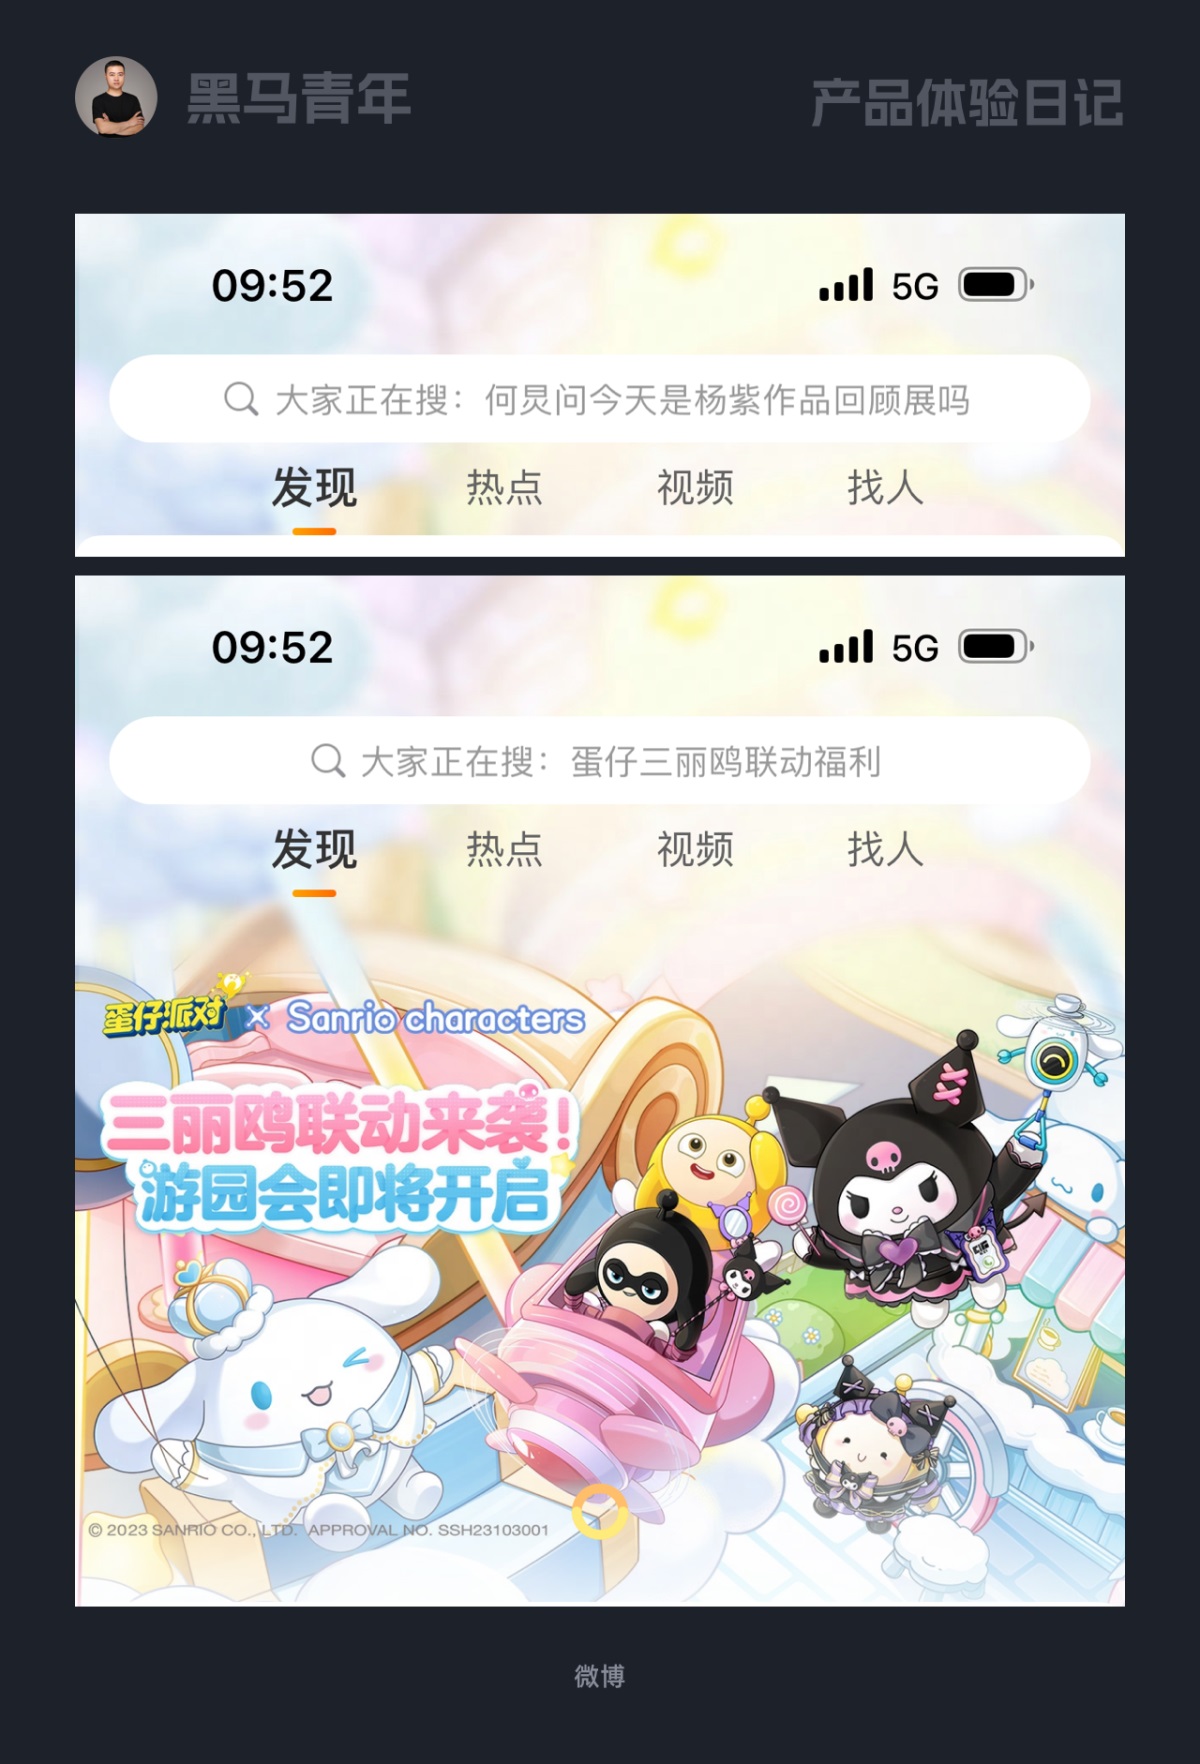 黑马青年
产品体验日记
09:52
5G
大家正在搜：何炅问今天是杨紫作品回顾展吗
发现 热点 视频 找人
09:52
5G
大家正在搜：蛋仔三丽鸥联动福利
发现 热点 视频 找人
蛋仔派对 × Sanrio characters
三丽鸥联动来袭！
游园会即将开启
© 2023 SANRIO CO., LTD. APPROVAL NO. SSH23103001
微博